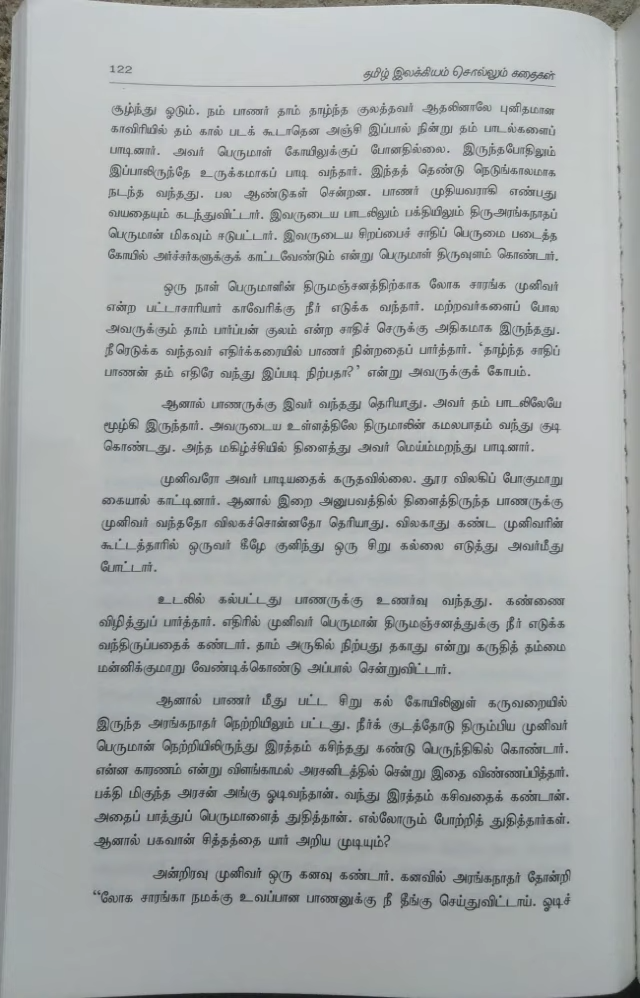 122
தமிழ் இலக்கியம் சொல்லும் கதைகள்
சூழ்ந்து ஓடும். நம் பாணர் தாம் தாழ்ந்த குலத்தவர் ஆதலினாலே புனிதமான
காவிரியில் தம் கால் படக் கூடாதென அஞ்சி இப்பால் நின்று தம் பாடல்களைப்
பாடினார். அவர் பெருமாள் கோயிலுக்குப் போனதில்லை. இருந்தபோதிலும்
இப்பாலிருந்தே உருக்கமாகப் பாடி வந்தார். இந்தத் தெண்டு நெடுங்காலமாக
நடந்த வந்தது. பல ஆண்டுகள் சென்றன. பாணர் முதியவராகி எண்பது
வயதையும் கடந்துவிட்டார். இவருடைய பாடலிலும் பக்தியிலும் திருஅரங்கநாதப்
பெருமான் மிகவும் ஈடுபட்டார். இவருடைய சிறப்பைச் சாதிப் பெருமை படைத்த
கோயில் அர்ச்சர்களுக்குக் காட்டவேண்டும் என்று பெருமாள் திருவுளம் கொண்டார்.
ஒரு நாள் பெருமாளின் திருமஞ்சனத்திற்காக லோக சாரங்க முனிவர்
என்ற பட்டாசாரியார் காவேரிக்கு நீர் எடுக்க வந்தார். மற்றவர்களைப் போல
அவருக்கும் தாம் பார்ப்பன் குலம் என்ற சாதிச் செருக்கு அதிகமாக இருந்தது.
நீரெடுக்க வந்தவர் எதிர்க்கரையில் பாணர் நின்றதைப் பார்த்தார். 'தாழ்ந்த சாதிப்
பாணன் தம் எதிரே வந்து இப்படி நிற்பதா?' என்று அவருக்குக் கோபம்.
ஆனால் பாணருக்கு இவர் வந்தது தெரியாது. அவர் தம் பாடலிலேயே
மூழ்கி இருந்தார். அவருடைய உள்ளத்திலே திருமாலின் கமலபாதம் வந்து குடி
கொண்டது. அந்த மகிழ்ச்சியில் திளைத்து அவர் மெய்ம்மறந்து பாடினார்.
முனிவரோ அவர் பாடியதைக் கருதவில்லை. தூர விலகிப் போகுமாறு
கையால் காட்டினார். ஆனால் இறை அனுபவத்தில் திளைத்திருந்த பாணருக்கு
முனிவர் வந்ததோ விலகச்சொன்னதோ தெரியாது. விலகாது கண்ட முனிவரின்
கூட்டத்தாரில் ஒருவர் கீழே குனிந்து ஒரு சிறு கல்லை எடுத்து அவர்மீது
போட்டார்.
உடலில் கல்பட்டது பாணருக்கு உணர்வு வந்தது. கண்ணை
விழித்துப் பார்த்தார். எதிரில் முனிவர் பெருமான் திருமஞ்சனத்துக்கு நீர் எடுக்க
வந்திருப்பதைக் கண்டார். தாம் அருகில் நிற்பது தகாது என்று கருதித் தம்மை
மன்னிக்குமாறு வேண்டிக்கொண்டு அப்பால் சென்றுவிட்டார்.
ஆனால் பாணர் மீது பட்ட சிறு கல் கோயிலினுள் கருவறையில்
இருந்த அரங்கநாதர் நெற்றியிலும் பட்டது. நீர்க் குடத்தோடு திரும்பிய முனிவர்
பெருமான் நெற்றியிலிருந்து இரத்தம் கசிந்தது கண்டு பெருந்திகில் கொண்டார்.
என்ன காரணம் என்று விளங்காமல் அரசனிடத்தில் சென்று இதை விண்ணப்பித்தார்.
பக்தி மிகுந்த அரசன் அங்கு ஓடிவந்தான். வந்து இரத்தம் கசிவதைக் கண்டான்.
அதைப் பாத்துப் பெருமாளைத் துதித்தான். எல்லோரும் போற்றித் துதித்தார்கள்.
ஆனால் பகவான் சித்தத்தை யார் அறிய முடியும்?
அன்றிரவு முனிவர் ஒரு கனவு கண்டார். கனவில் அரங்கநாதர் தோன்றி
“லோக சாரங்கா நமக்கு உவப்பான பாணனுக்கு நீ தீங்கு செய்துவிட்டாய். ஓடிச்